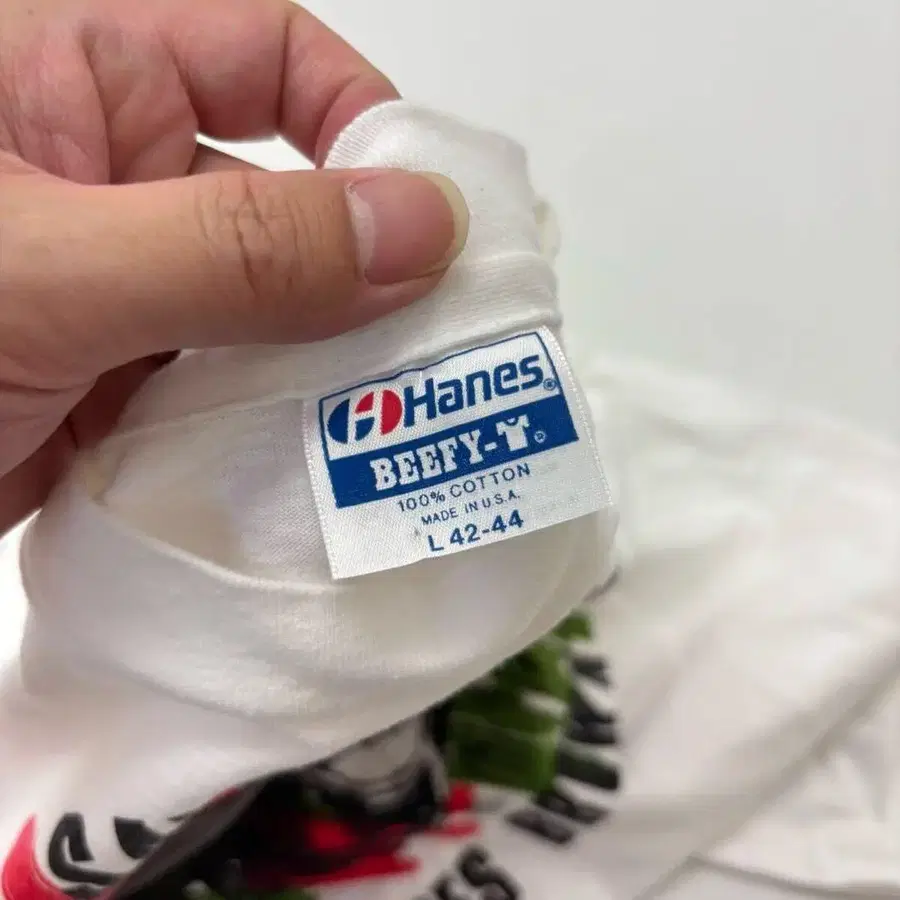 Hanes®
BEEFY-T®
100% COTTON
MADE IN U.S.A.
L 42-44